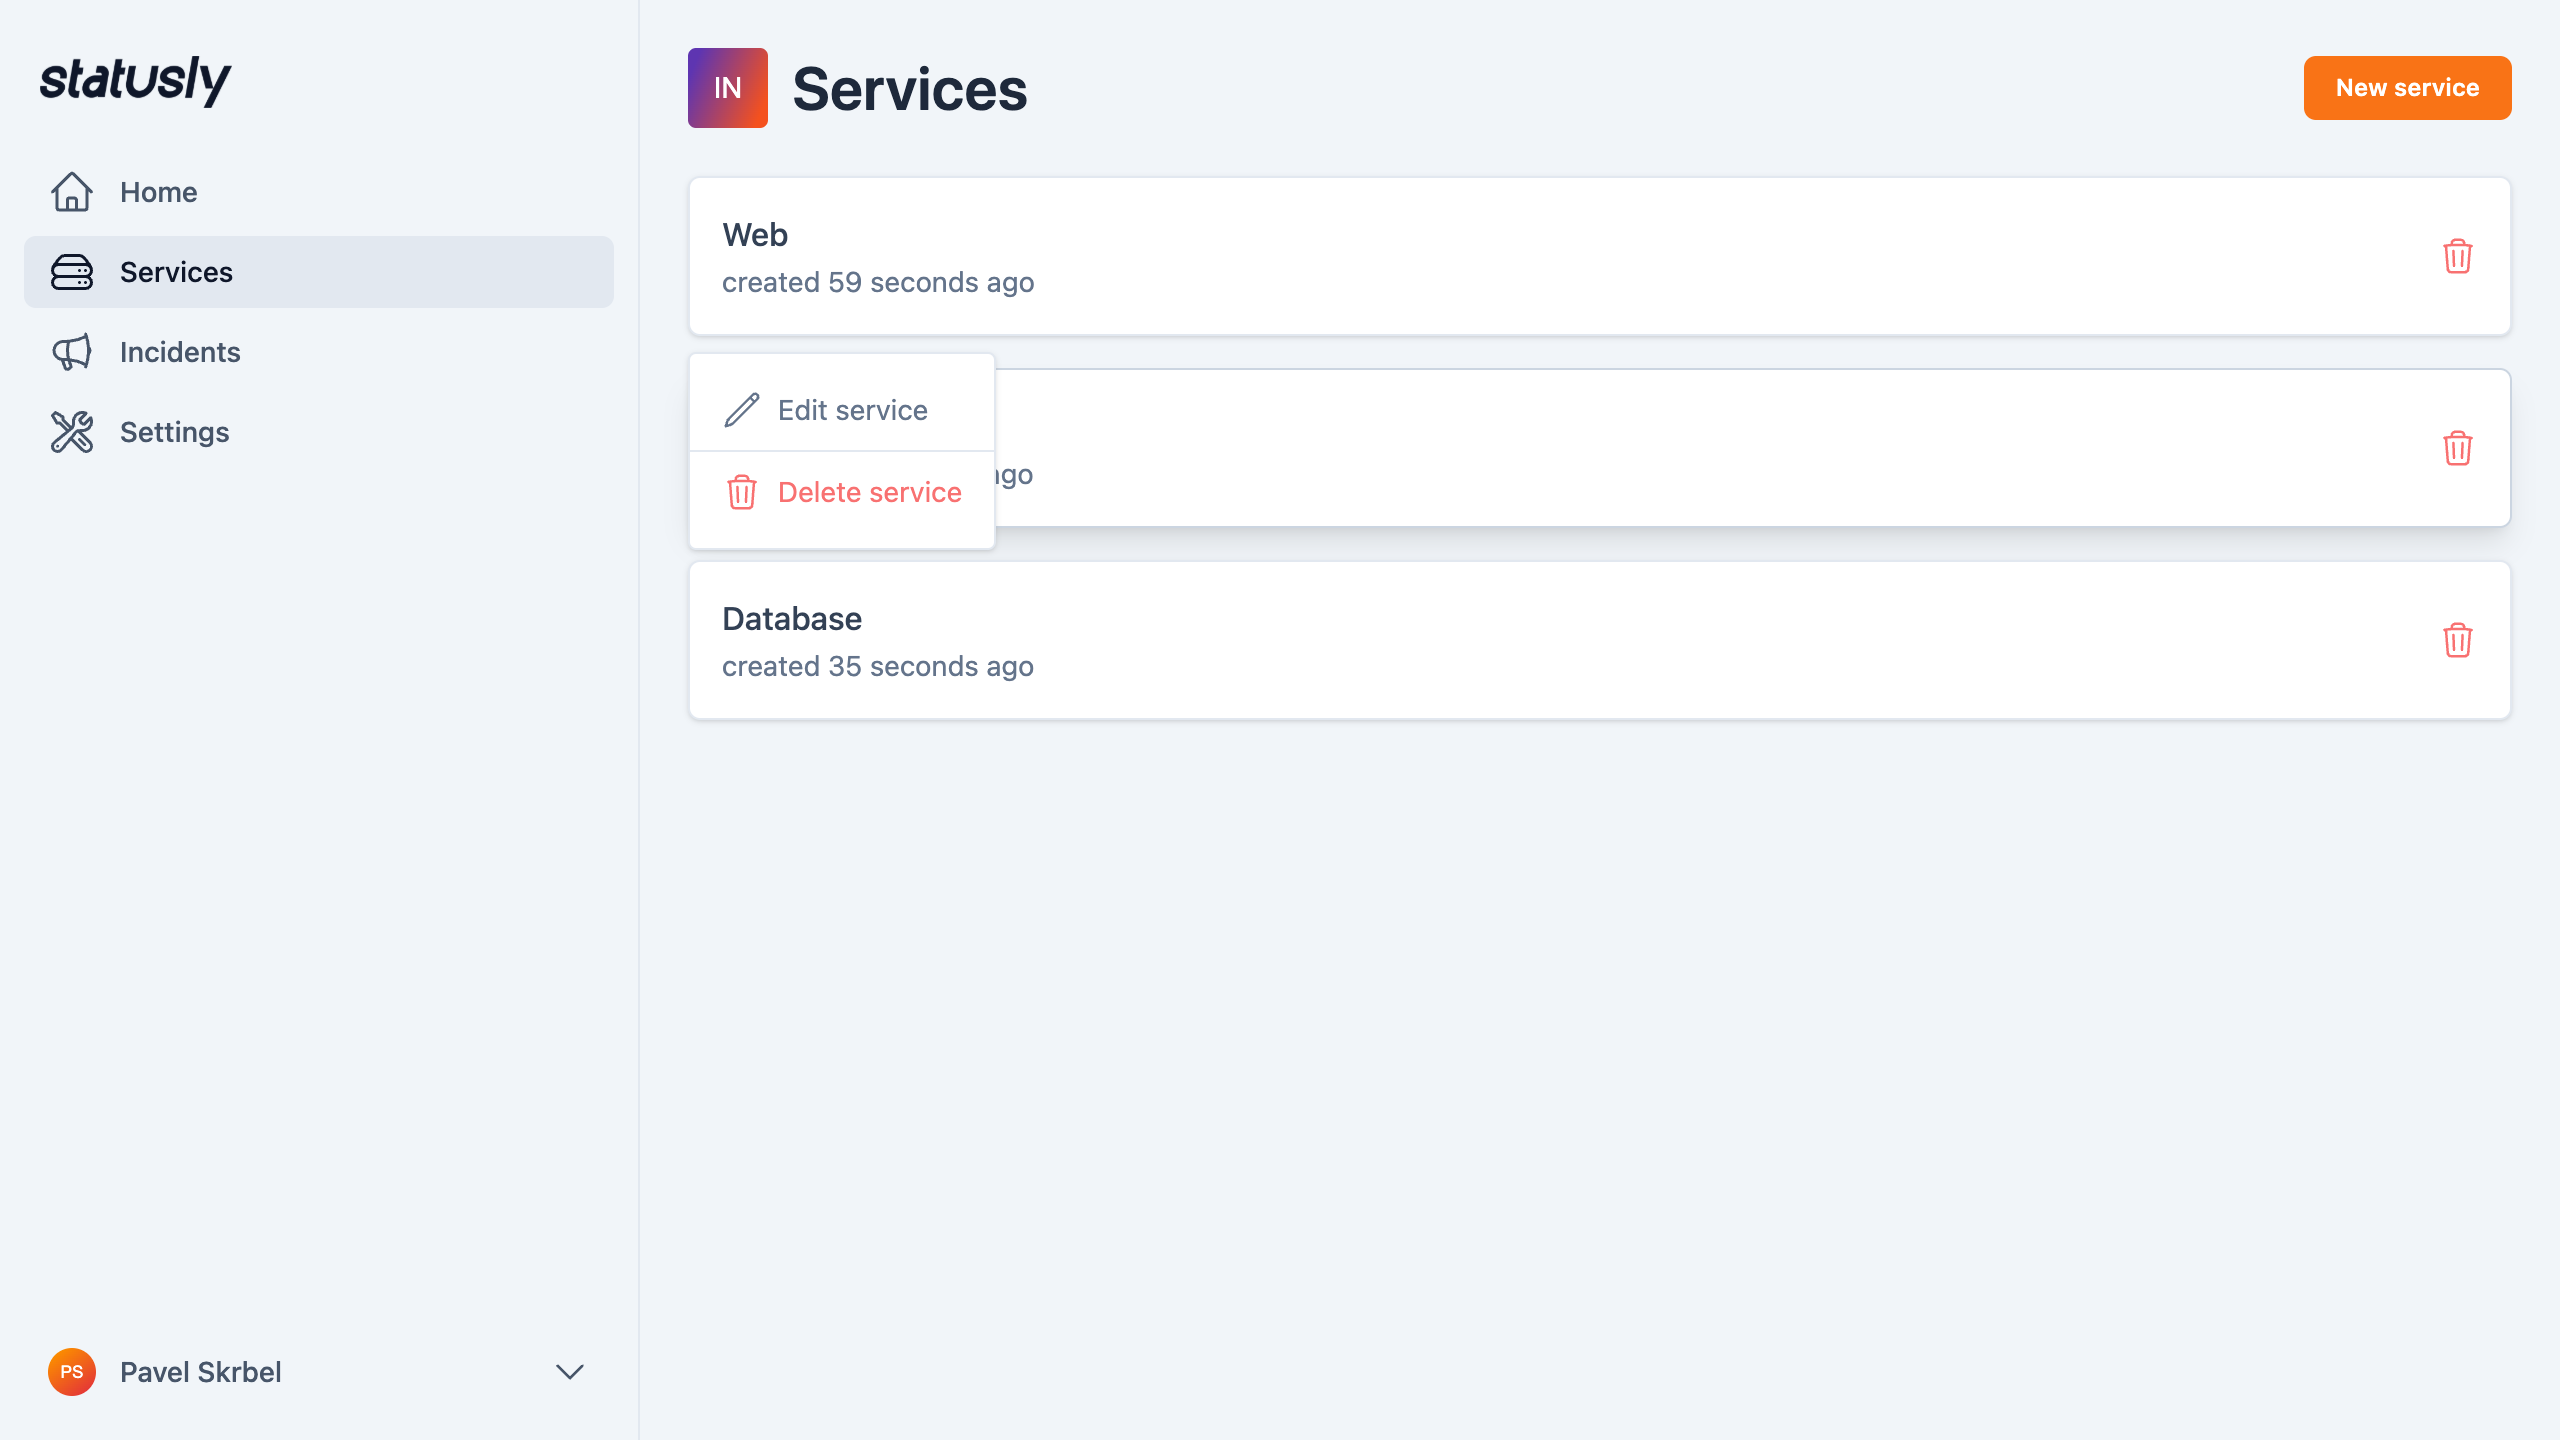 statusly
Home
Services
Incidents
Settings
PS Pavel Skrbel
IN Services
New service
Web
created 59 seconds ago
Edit service
Delete service
Database
created 35 seconds ago